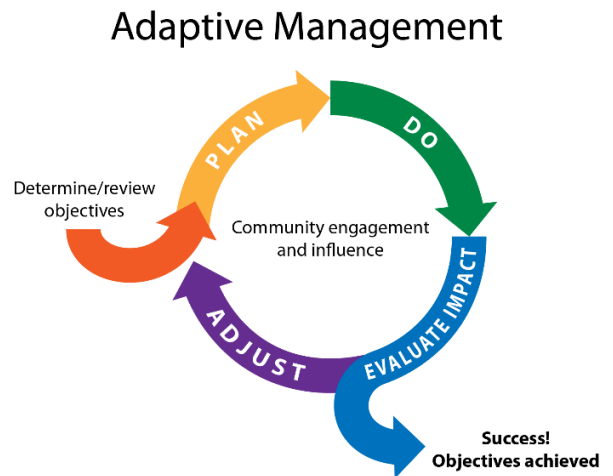 Adaptive Management
PLAN
DO
Determine/review
objectives
Community engagement
and influence
EVALUATE IMPACT
ADJUST
Success!
Objectives achieved